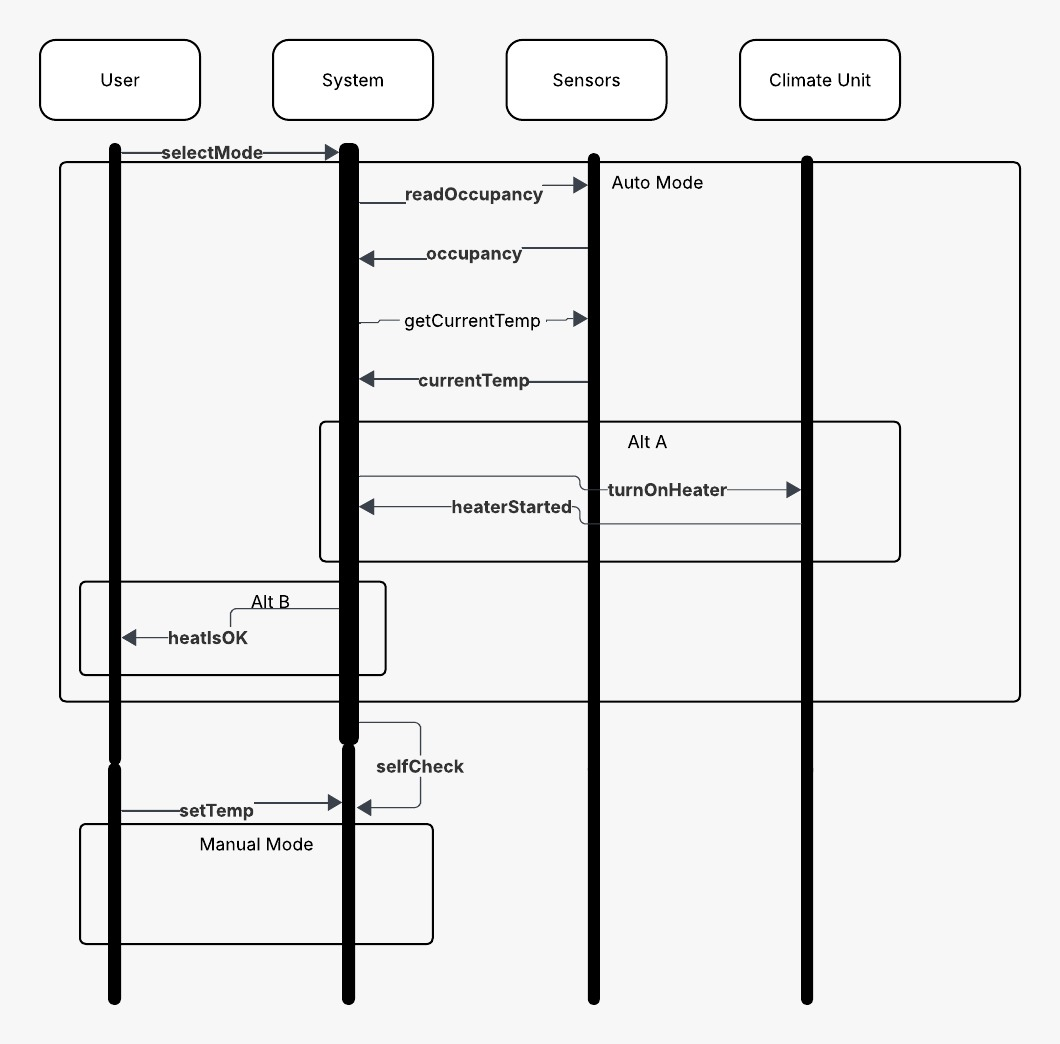 User
System
Sensors
Climate Unit
selectMode
Auto Mode
readOccupancy
occupancy
getCurrentTemp
currentTemp
Alt A
turnOnHeater
heaterStarted
Alt B
heatIsOK
selfCheck
setTemp
Manual Mode